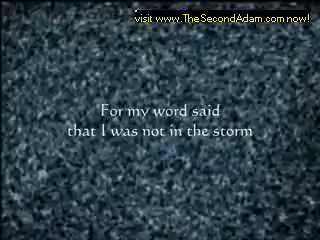 visit www.TheSecondAdam.com now!
For my word said
that I was not in the storm